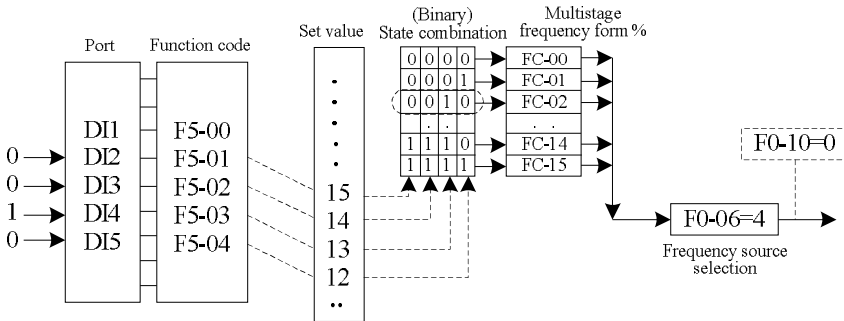 Port
Function code
Set value
(Binary)
State combination
Multistage
frequency form %
0 0 0 0 FC-00
0 0 0 1 FC-01
0 0 1 0 FC-02
. . . .
1 1 1 0 FC-14
1 1 1 1 FC-15
DI1 F5-00
0 DI2 F5-01
0 DI3 F5-02
1 DI4 F5-03
0 DI5 F5-04
15
14
13
12
F0-10=0
F0-06=4
Frequency source
selection